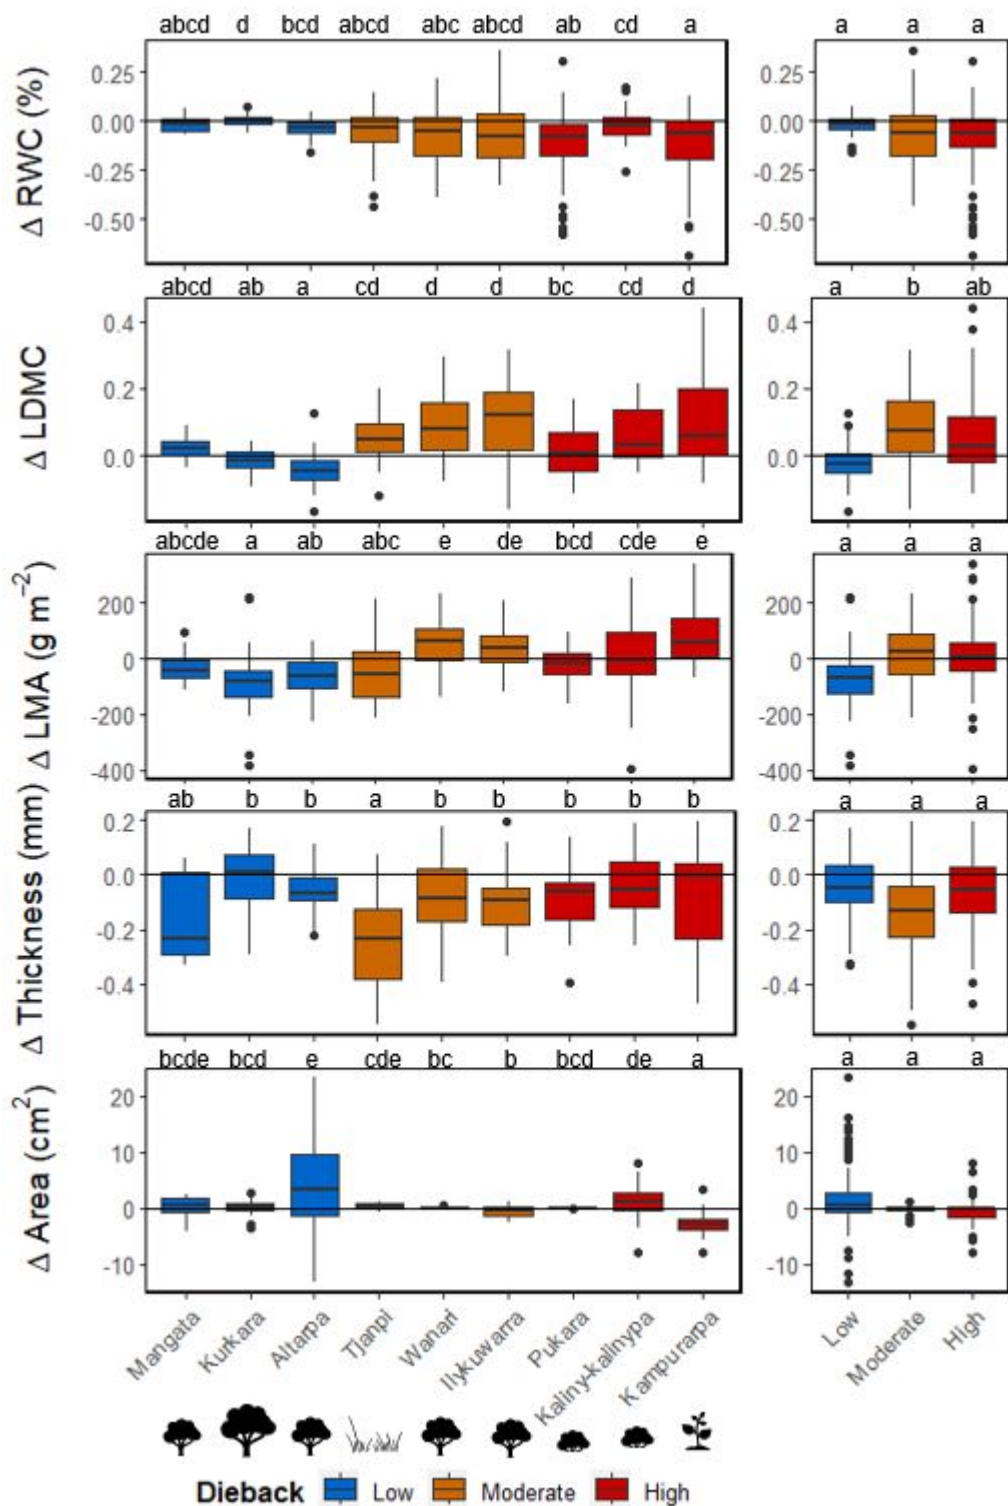 abcd d bcd abcd abc abcd ab cd a a a a
Δ RWC (%)
0.25
0.00
-0.25
-0.50
0.25
0.00
-0.25
-0.50
abcd ab a cd d d bc cd d a b ab
Δ LDMC
0.4
0.2
0.0
0.4
0.2
0.0
abcde a ab abc e de bcd cde e a a a
Δ LMA (g m⁻²)
200
0
-200
-400
200
0
-200
-400
ab b b a b b b b b a a a
Δ Thickness (mm)
0.2
0.0
-0.2
-0.4
0.2
0.0
-0.2
-0.4
bcde bcd e cde bc b bcd de a a a a
Δ Area (cm²)
20
10
0
-10
20
10
0
-10
Mangata
Kurkara
Altarpa
Tjanpi
Wanari
Ilykuwarra
Pukara
Kaliny-kalinypa
Kampurarpa
Low
Moderate
High
Dieback Low Moderate High